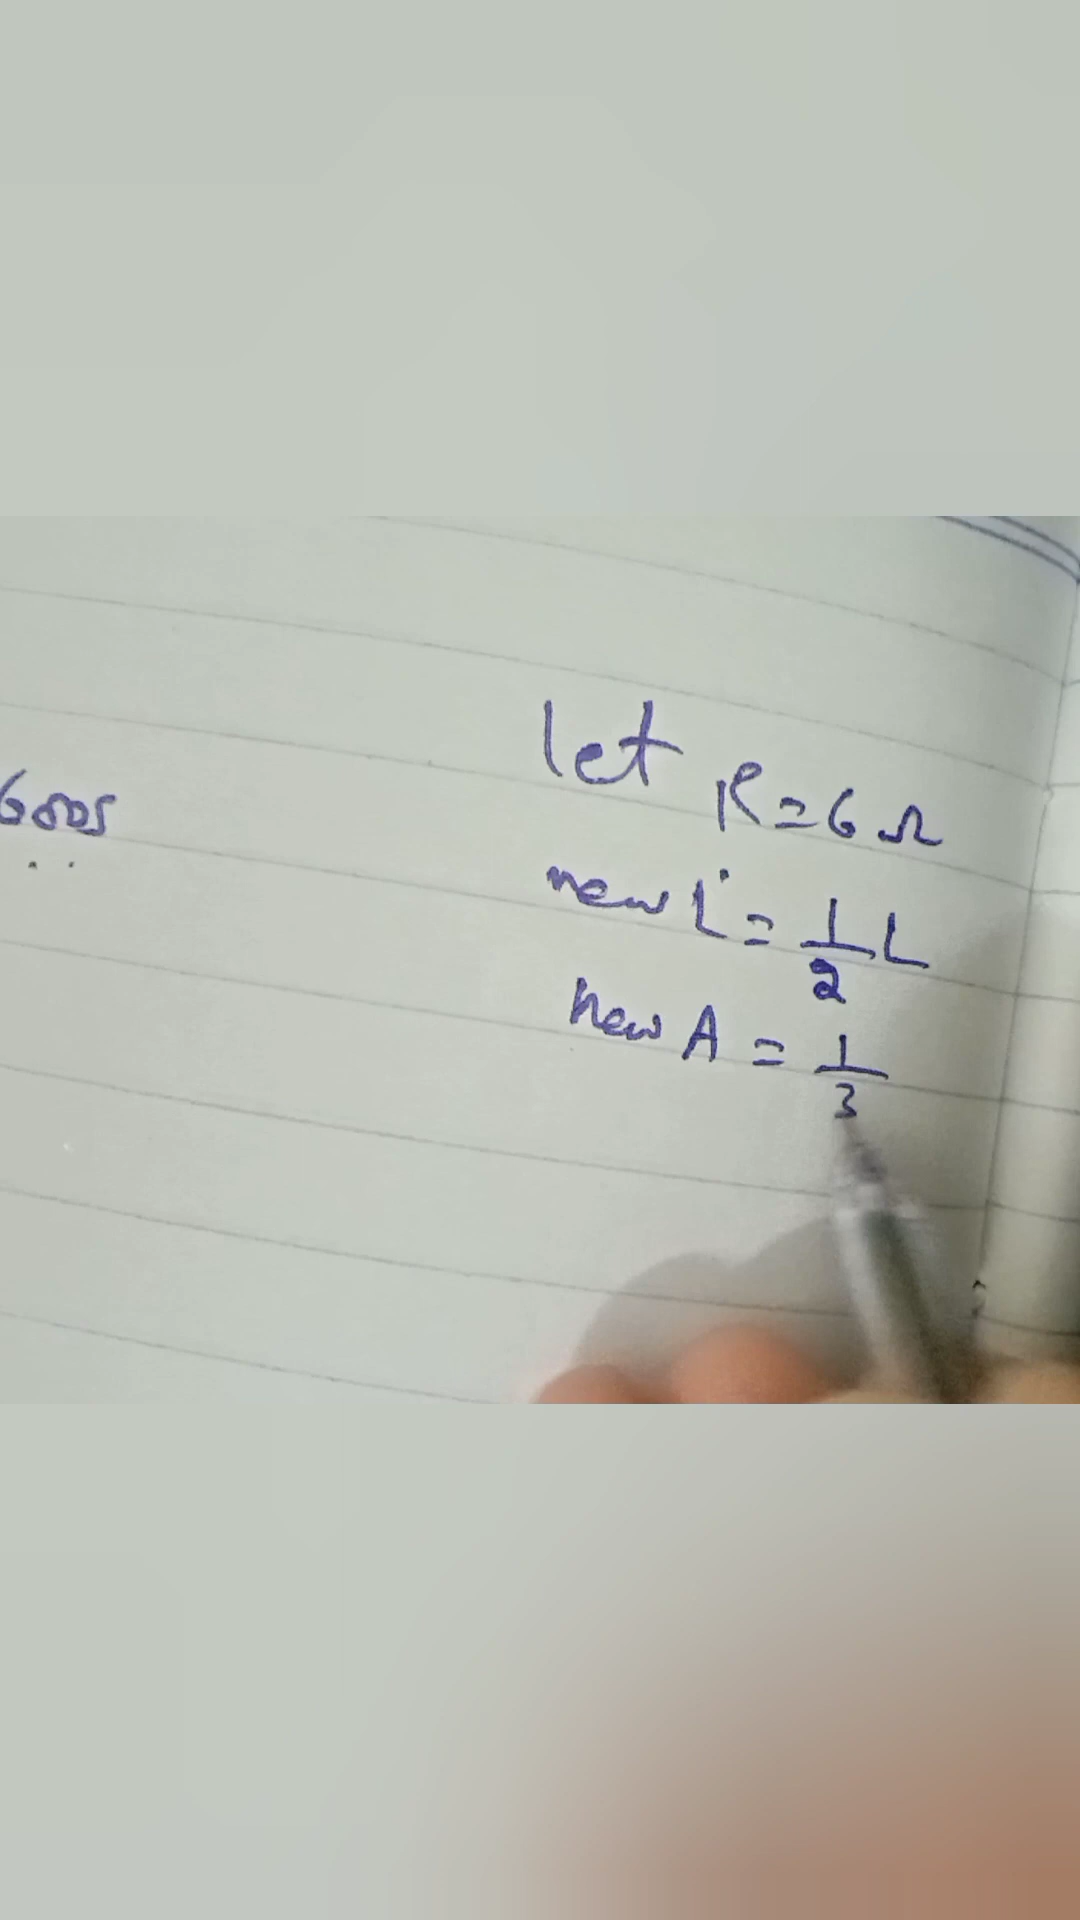 let R = 6 Ω
new L = 1/2 L
new A = 1/3